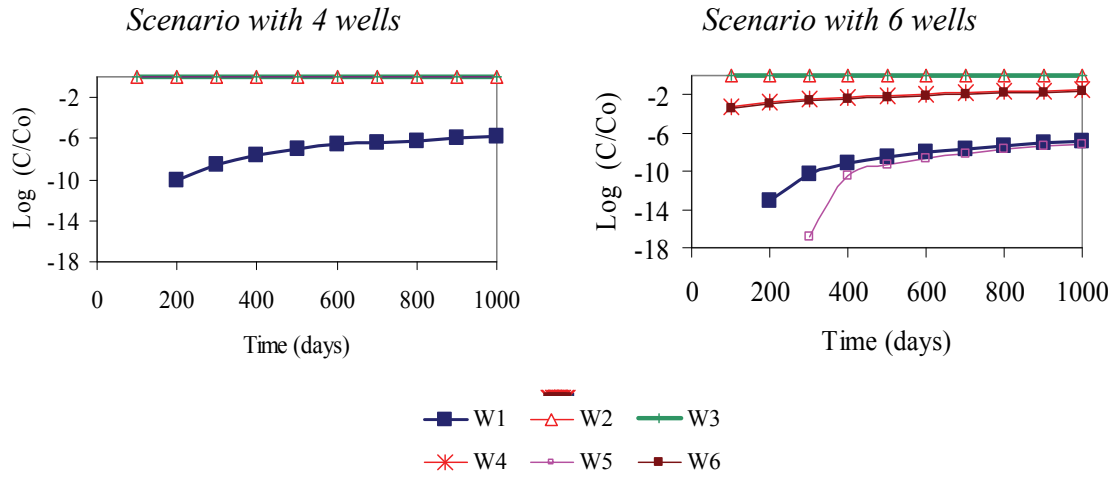 Scenario with 4 wells
Scenario with 6 wells
Log (C/Co)
-2
-6
-10
-14
-18
0 200 400 600 800 1000
Time (days)
Log (C/Co)
-2
-6
-10
-14
-18
0 200 400 600 800 1000
Time (days)
W1 W2 W3
W4 W5 W6